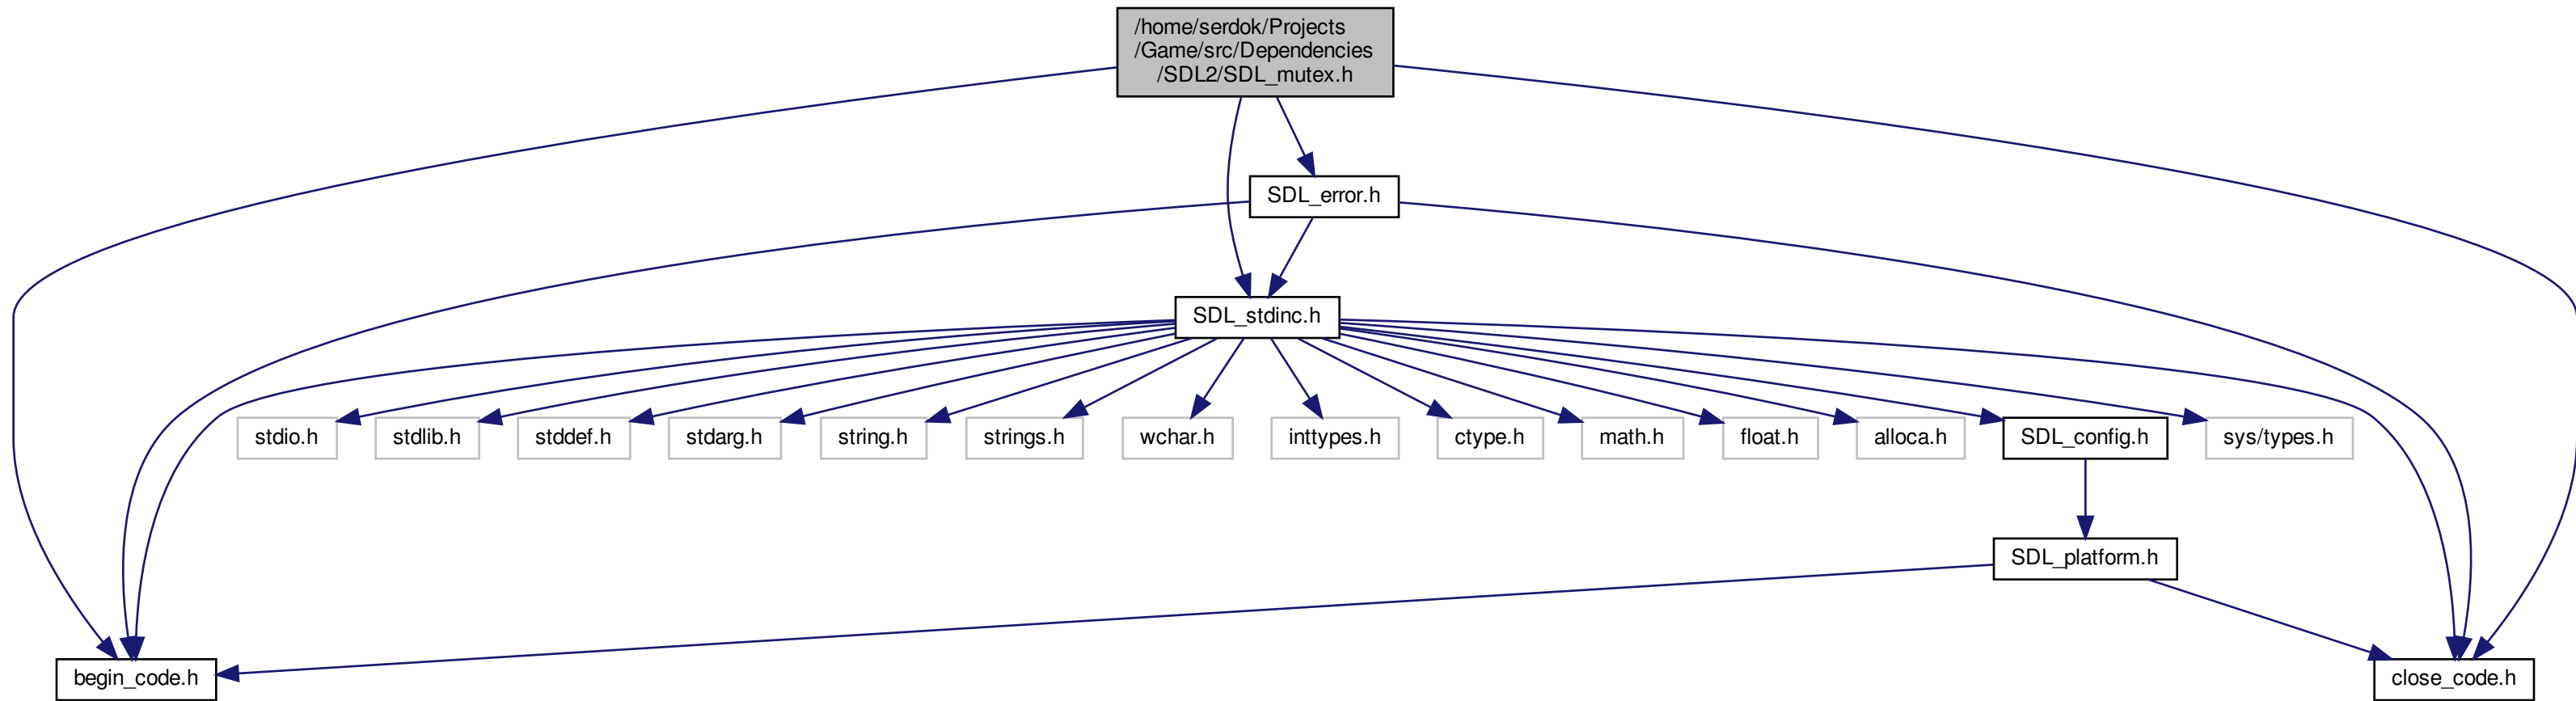 /home/serdok/Projects
/Game/src/Dependencies
/SDL2/SDL_mutex.h
SDL_error.h
SDL_stdinc.h
stdio.h
stdlib.h
stddef.h
stdarg.h
string.h
strings.h
wchar.h
inttypes.h
ctype.h
math.h
float.h
alloca.h
SDL_config.h
sys/types.h
SDL_platform.h
begin_code.h
close_code.h